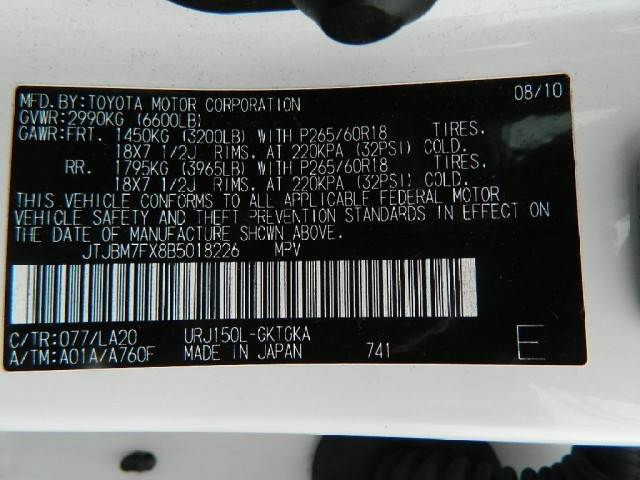 MFD. BY: TOYOTA MOTOR CORPORATION 08/10
GVWR: 2990KG (6600LB)
GAWR: FRT. 1450KG (3200LB) WITH P265/60R18 TIRES.
18X7 1/2J RIMS. AT 220KPA (32PSI) COLD.
RR. 1795KG (3965LB) WITH P265/60R18 TIRES.
18X7 1/2J RIMS. AT 220KPA (32PSI) COLD.
THIS VEHICLE CONFORMS TO ALL APPLICABLE FEDERAL MOTOR
VEHICLE SAFETY AND THEFT PREVENTION STANDARDS IN EFFECT ON
THE DATE OF MANUFACTURE SHOWN ABOVE.
JTJBM7FX8B5018226 MPV
C/TR: 077/LA20 URJ150L-GKTGKA
A/TM: A01A/A760F MADE IN JAPAN 741 E